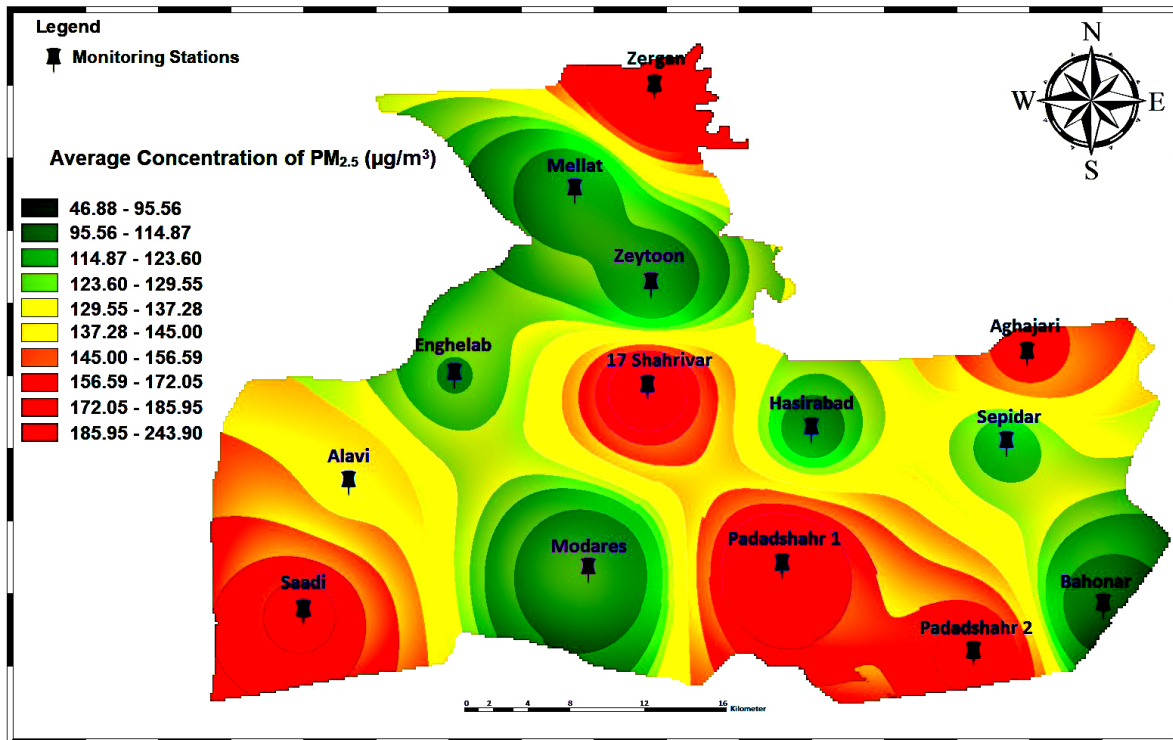 Legend
Monitoring Stations
Average Concentration of PM2.5 (µg/m³)
46.88 - 95.56
95.56 - 114.87
114.87 - 123.60
123.60 - 129.55
129.55 - 137.28
137.28 - 145.00
145.00 - 156.59
156.59 - 172.05
172.05 - 185.95
185.95 - 243.90
N
W E
S
Zergan
Mellat
Zeytoon
Aghajari
Enghelab
17 Shahrivar
Hasirabad
Sepidar
Alavi
Modares
Padadshahr 1
Saadi
Bahonar
Padadshahr 2
0 2 4 8 12 16 Kilometer